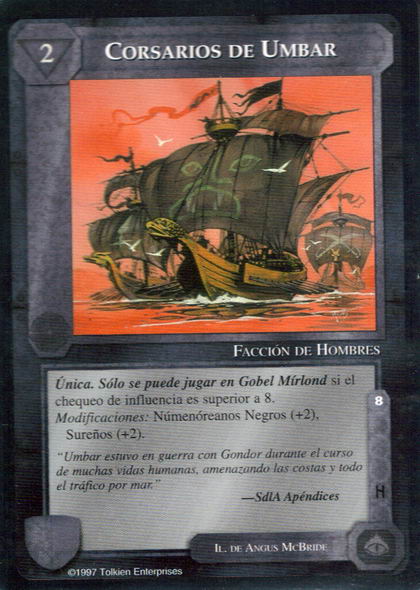 2
CORSARIOS DE UMBAR
FACCIÓN DE HOMBRES
Única. Sólo se puede jugar en Gobel Mírlond si el
chequeo de influencia es superior a 8.
Modificaciones: Númenóreanos Negros (+2),
Sureños (+2).
8
"Umbar estuvo en guerra con Gondor durante el curso
de muchas vidas humanas, amenazando las costas y todo
el tráfico por mar."
—SdlA Apéndices
H
IL. DE ANGUS MCBRIDE
©1997 Tolkien Enterprises